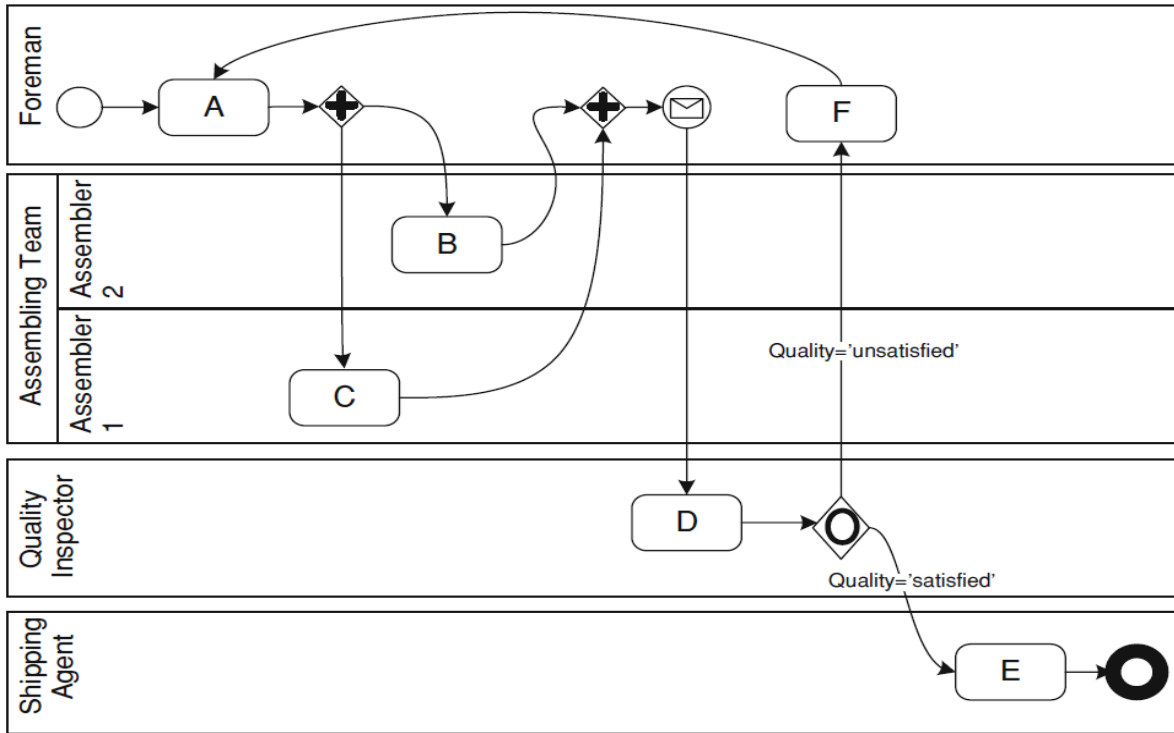 Foreman
A
F
Assembling Team
Assembler
2
B
Assembler
1
C
Quality='unsatisfied'
Quality
Inspector
D
Quality='satisfied'
Shipping
Agent
E